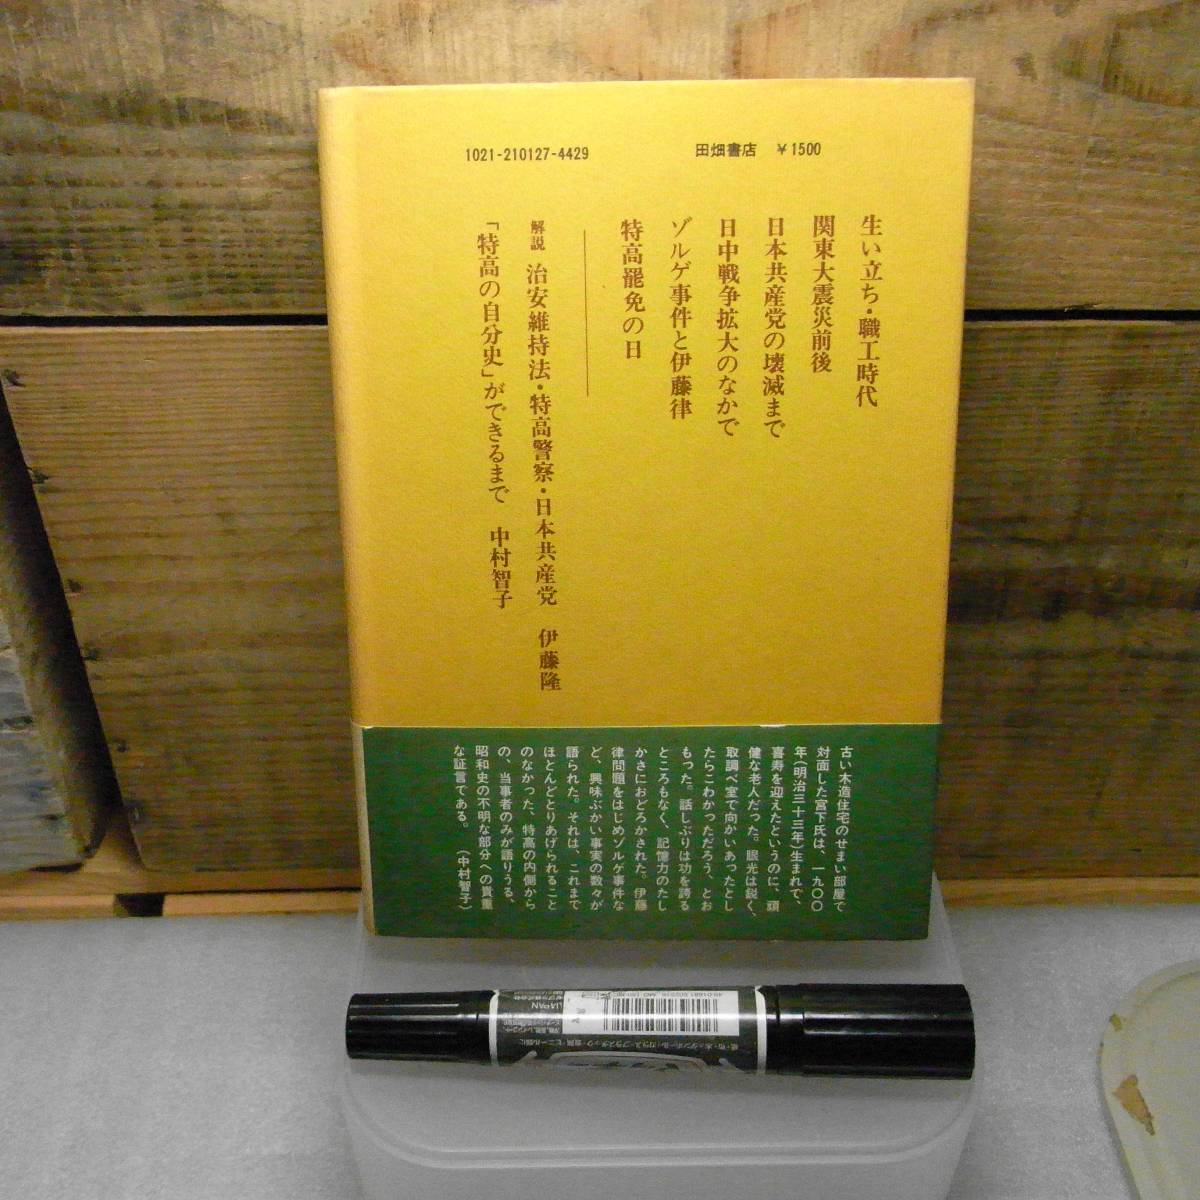 1021-210127-4429
田畑書店 ￥1500
生い立ち・職工時代
関東大震災前後
日本共産党の壊滅まで
日中戦争拡大のなかで
ゾルゲ事件と伊藤律
特高罷免の日
解説 治安維持法・特高警察・日本共産党 伊藤隆
「特高の自分史」ができるまで 中村智子
古い木造住宅のせまい部屋で
対面した宮下氏は、一九〇〇
年(明治三十三年)生まれで、
喜寿を迎えたというのに、頑
健な老人だった。眼光は鋭く、
取調べ室で向かいあったとし
たらこわかっただろう、とお
もった。話しぶりは功を誇る
ところもなく、記憶力のたし
かさにおどろかされた。伊藤
律問題をはじめゾルゲ事件な
ど、興味ぶかい事実の数々が
語られた。それは、これまで
ほとんどとりあげられること
のなかった、特高の内側から
の、当事者のみが語りうる、
昭和史の不明な部分への貴重
な証言である。 (中村智子)
JAPAN